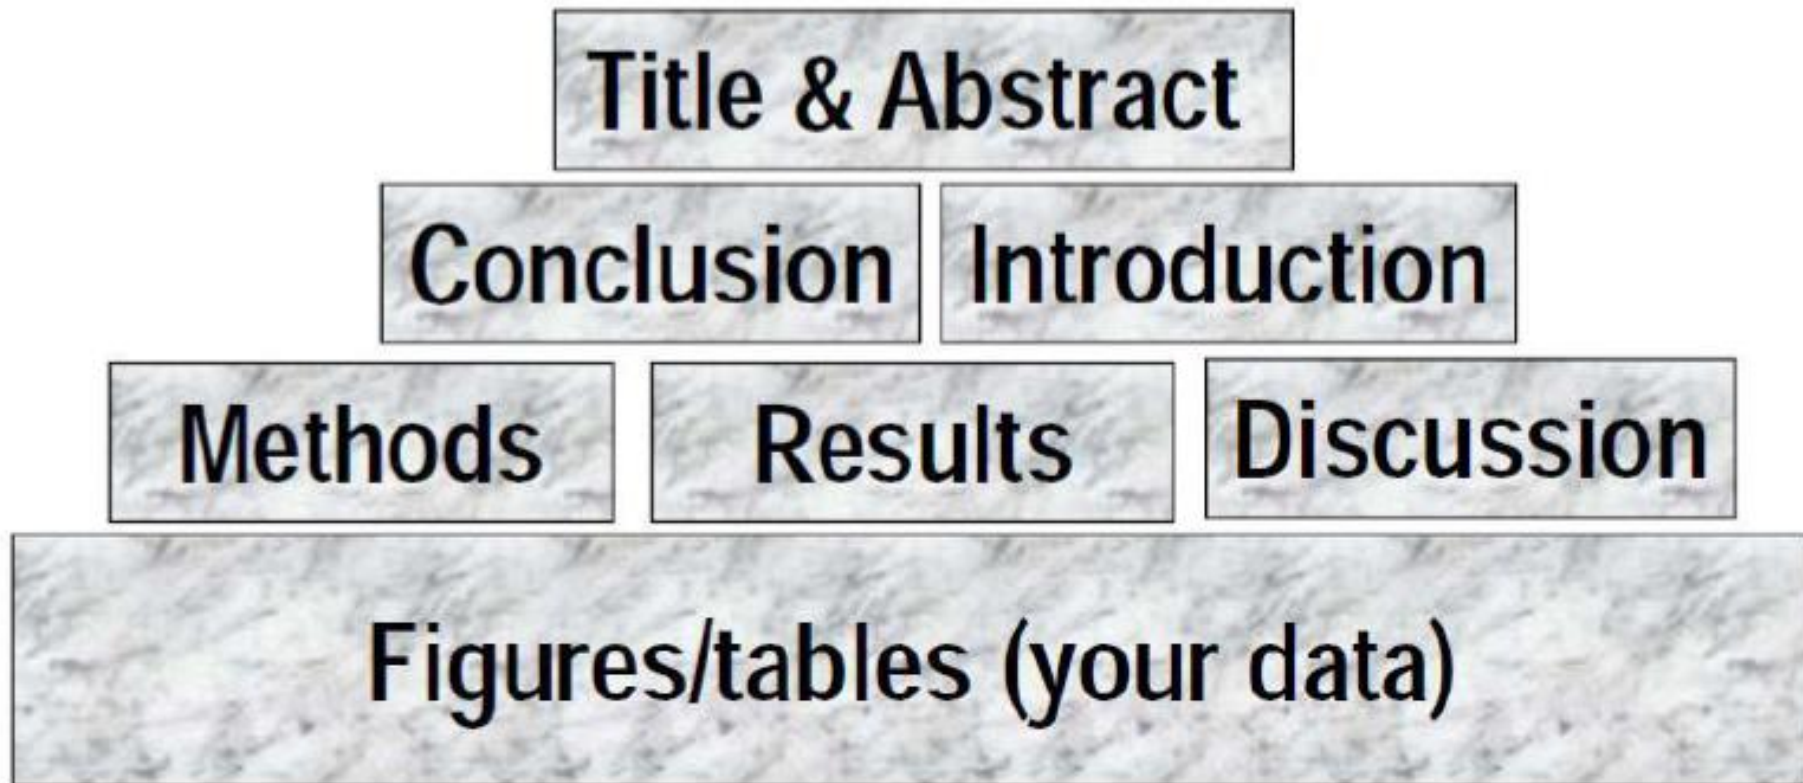 Title & Abstract
Conclusion Introduction
Methods Results Discussion
Figures/tables (your data)